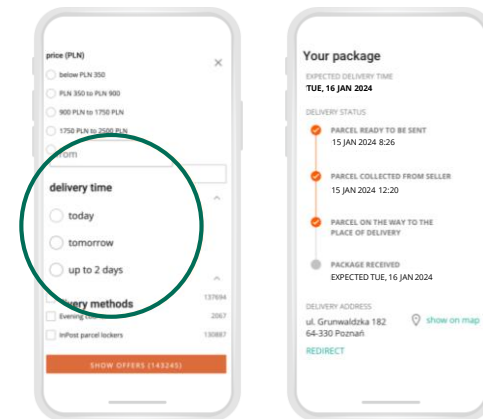 price (PLN)
below PLN 350
PLN 350 to PLN 900
900 PLN to 1750 PLN
1750 PLN to 2500 PLN
from
delivery time
today
tomorrow
up to 2 days
delivery methods
137694
Evening
2067
InPost parcel lockers
130887
SHOW OFFERS (143245)
Your package
EXPECTED DELIVERY TIME
TUE, 16 JAN 2024
DELIVERY STATUS
PARCEL READY TO BE SENT
15 JAN 2024 8:26
PARCEL COLLECTED FROM SELLER
15 JAN 2024 12:20
PARCEL ON THE WAY TO THE
PLACE OF DELIVERY
PACKAGE RECEIVED
EXPECTED TUE, 16 JAN 2024
DELIVERY ADDRESS
ul. Grunwaldzka 182
64-330 Poznań
show on map
REDIRECT